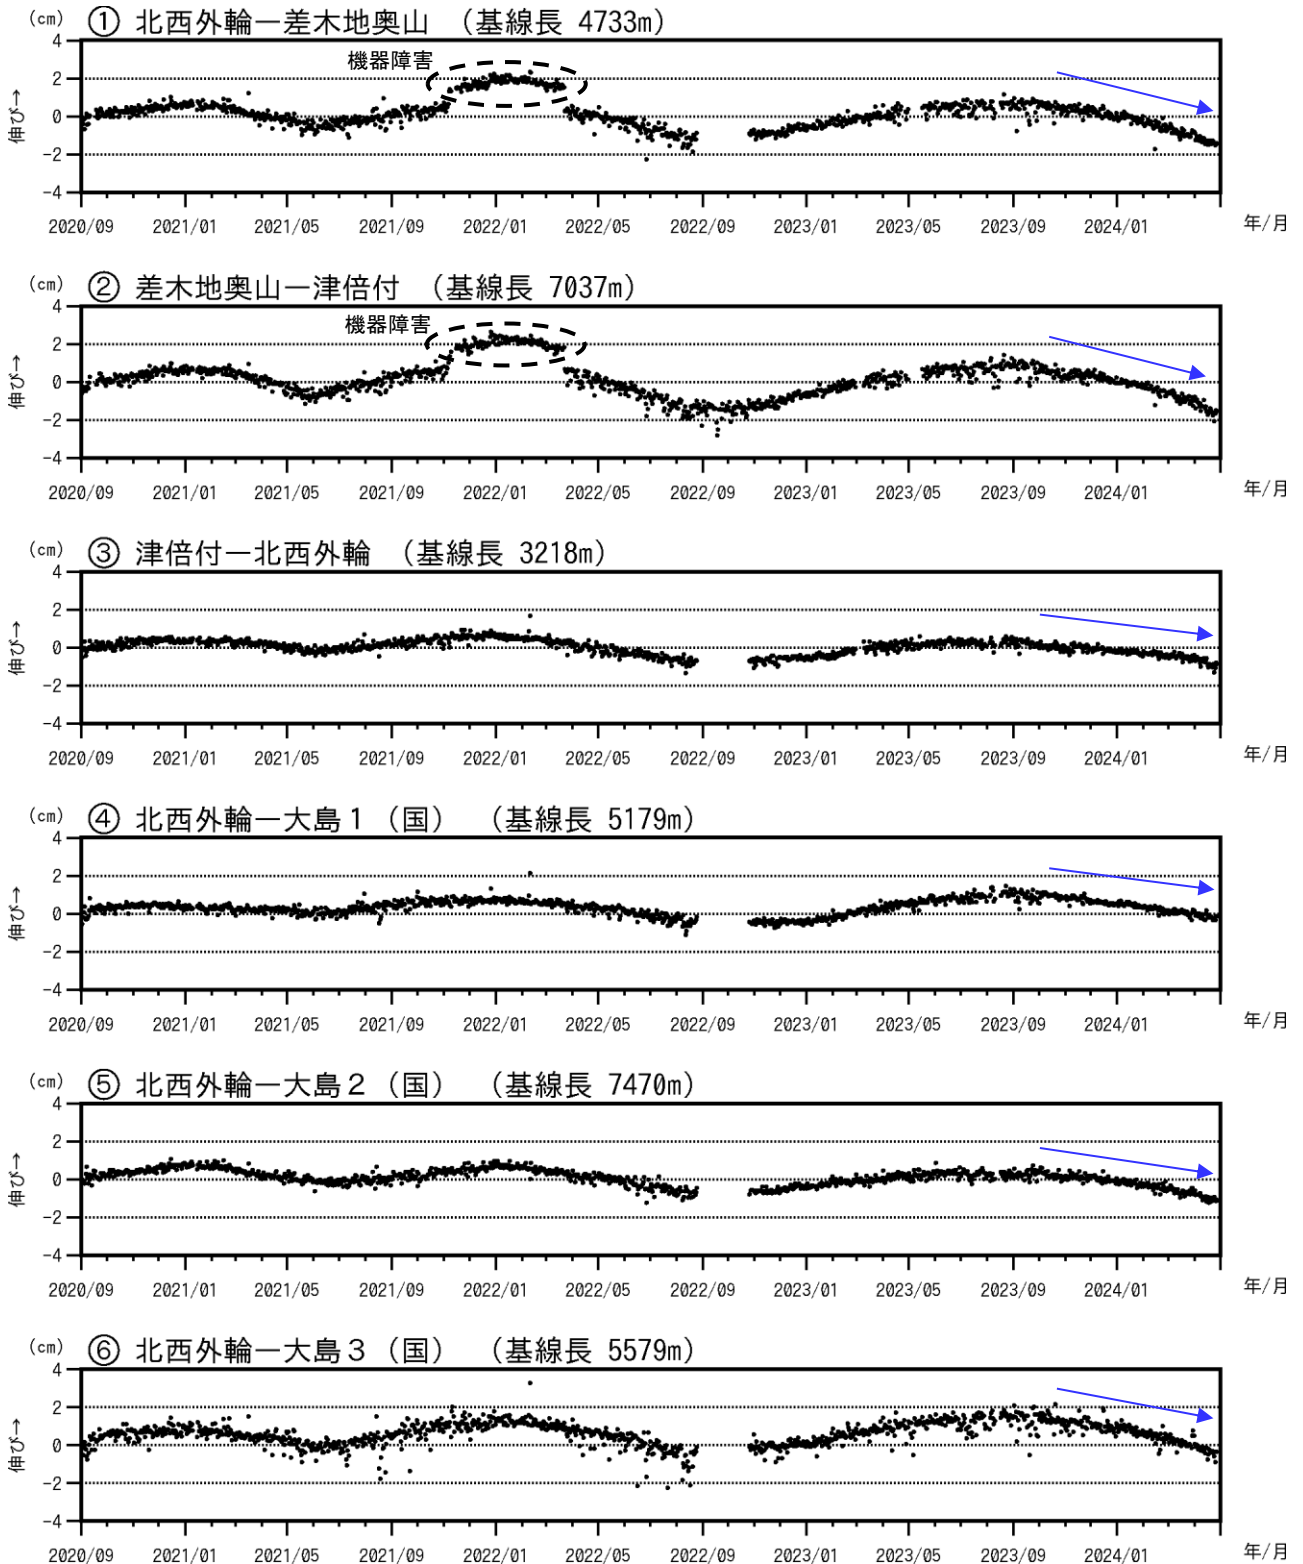 (cm) ① 北西外輪－差木地奥山 （基線長 4733m）
機器障害
4
2
0
-2
-4
伸び→
2020/09 2021/01 2021/05 2021/09 2022/01 2022/05 2022/09 2023/01 2023/05 2023/09 2024/01 年/月
(cm) ② 差木地奥山－津倍付 （基線長 7037m）
機器障害
4
2
0
-2
-4
伸び→
2020/09 2021/01 2021/05 2021/09 2022/01 2022/05 2022/09 2023/01 2023/05 2023/09 2024/01 年/月
(cm) ③ 津倍付－北西外輪 （基線長 3218m）
4
2
0
-2
-4
伸び→
2020/09 2021/01 2021/05 2021/09 2022/01 2022/05 2022/09 2023/01 2023/05 2023/09 2024/01 年/月
(cm) ④ 北西外輪－大島１（国） （基線長 5179m）
4
2
0
-2
-4
伸び→
2020/09 2021/01 2021/05 2021/09 2022/01 2022/05 2022/09 2023/01 2023/05 2023/09 2024/01 年/月
(cm) ⑤ 北西外輪－大島２（国） （基線長 7470m）
4
2
0
-2
-4
伸び→
2020/09 2021/01 2021/05 2021/09 2022/01 2022/05 2022/09 2023/01 2023/05 2023/09 2024/01 年/月
(cm) ⑥ 北西外輪－大島３（国） （基線長 5579m）
4
2
0
-2
-4
伸び→
2020/09 2021/01 2021/05 2021/09 2022/01 2022/05 2022/09 2023/01 2023/05 2023/09 2024/01 年/月